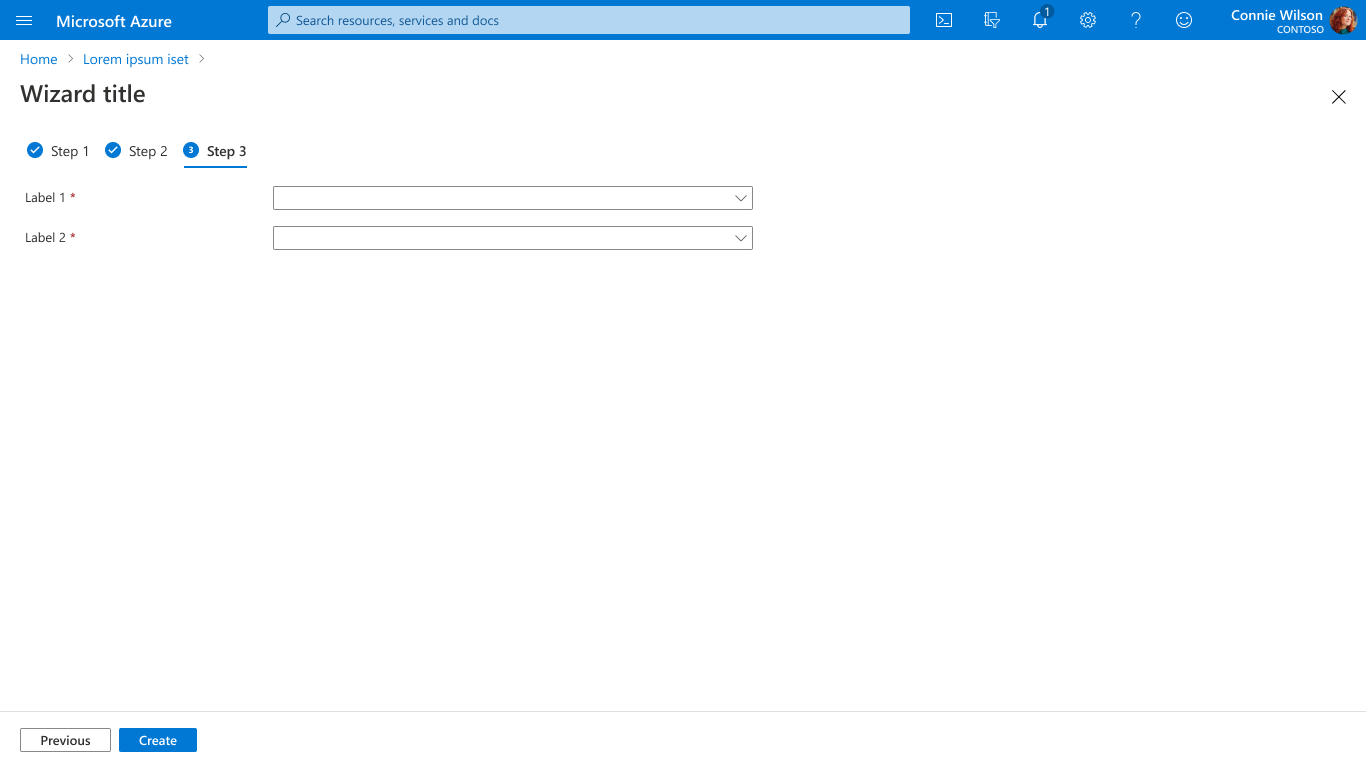 Microsoft Azure
Search resources, services and docs
1
?
Connie Wilson
CONTOSO
Home > Lorem ipsum iset >
Wizard title
Step 1
Step 2
3 Step 3
Label 1 *
Label 2 *
Previous
Create